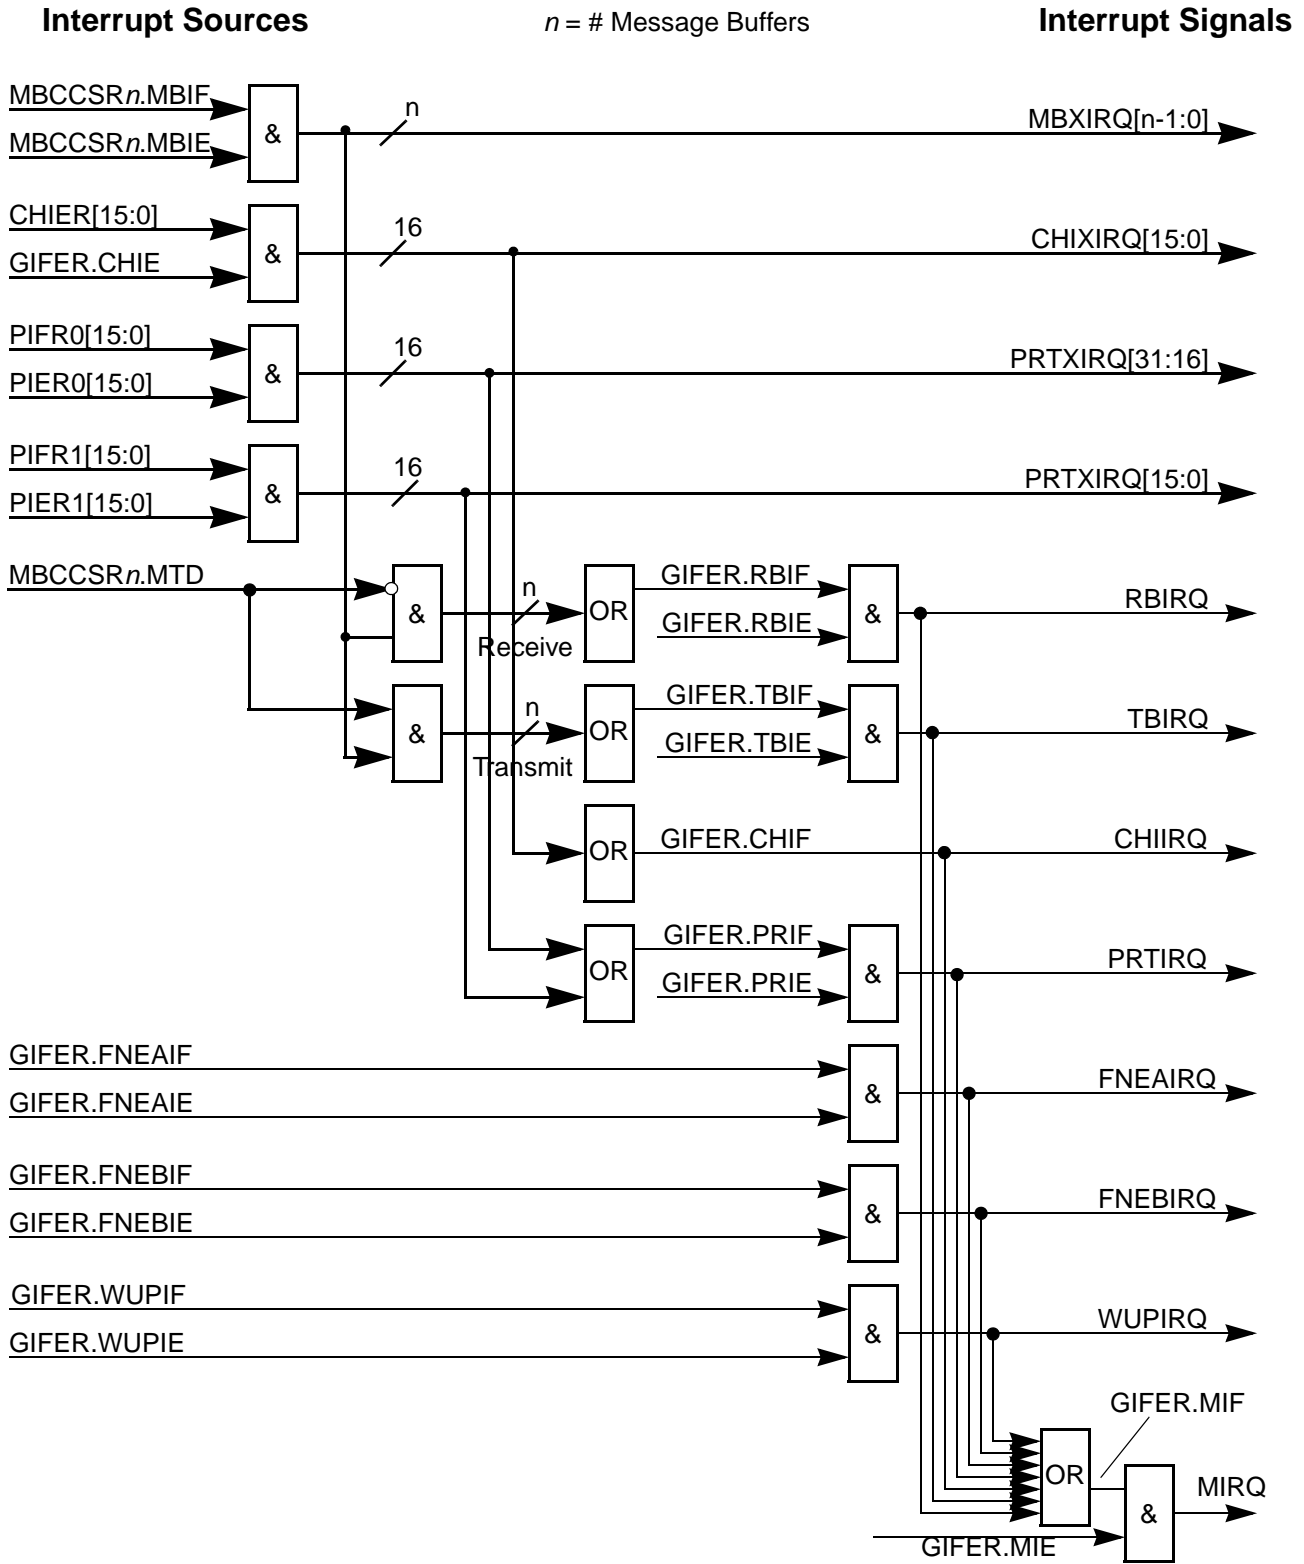 Interrupt Sources
n = # Message Buffers
Interrupt Signals
MBCCSRn.MBIF
MBCCSRn.MBIE
&
n
MBXIRQ[n-1:0]
CHIER[15:0]
GIFER.CHIE
&
16
CHIXIRQ[15:0]
PIFR0[15:0]
PIER0[15:0]
&
16
PRTXIRQ[31:16]
PIFR1[15:0]
PIER1[15:0]
&
16
PRTXIRQ[15:0]
MBCCSRn.MTD
&
n
Receive
OR
GIFER.RBIF
GIFER.RBIE
&
RBIRQ
&
n
Transmit
OR
GIFER.TBIF
GIFER.TBIE
&
TBIRQ
OR
GIFER.CHIF
CHIIRQ
OR
GIFER.PRIF
GIFER.PRIE
&
PRTIRQ
GIFER.FNEAIF
GIFER.FNEAIE
&
FNEAIRQ
GIFER.FNEBIF
GIFER.FNEBIE
&
FNEBIRQ
GIFER.WUPIF
GIFER.WUPIE
&
WUPIRQ
GIFER.MIF
OR
GIFER.MIE
&
MIRQ